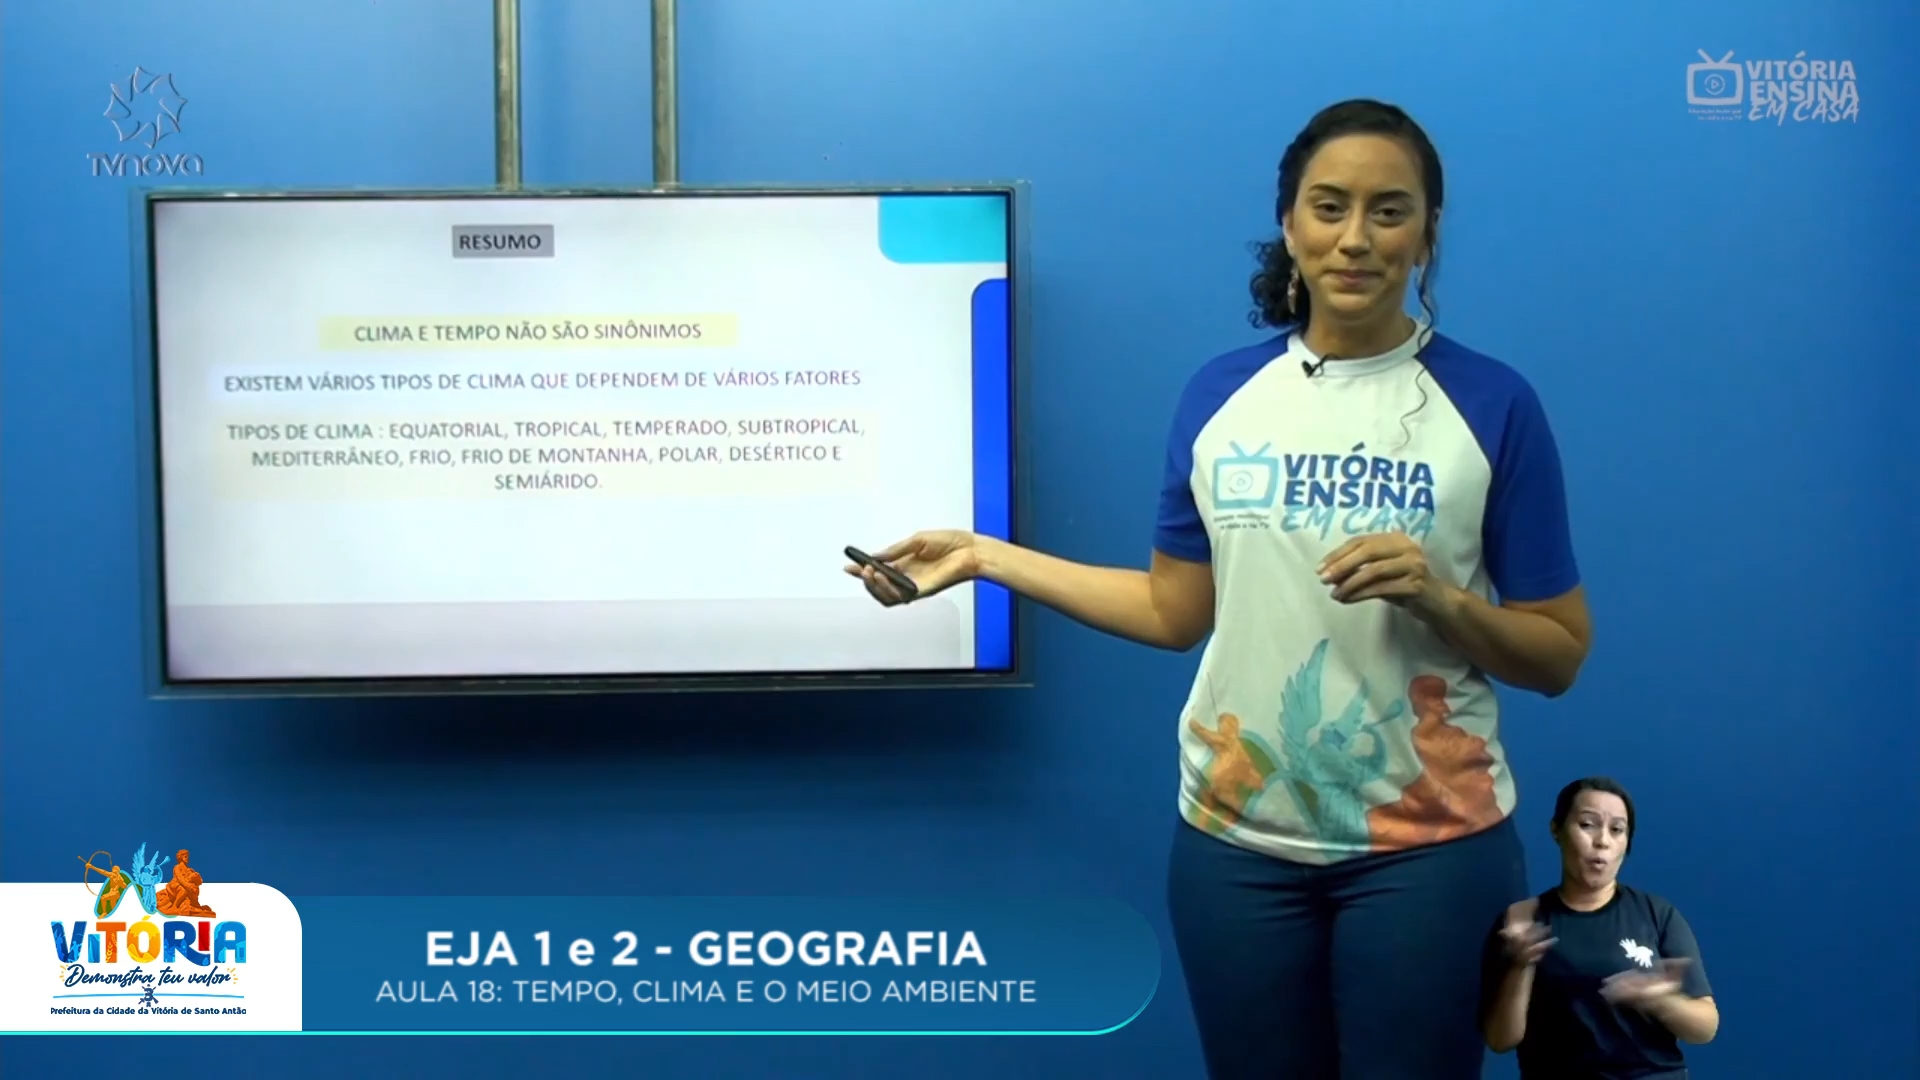 TVNOVA
VITÓRIA
ENSINA
EM CASA
RESUMO
CLIMA E TEMPO NÃO SÃO SINÔNIMOS
EXISTEM VÁRIOS TIPOS DE CLIMA QUE DEPENDEM DE VÁRIOS FATORES
TIPOS DE CLIMA : EQUATORIAL, TROPICAL, TEMPERADO, SUBTROPICAL,
MEDITERRÂNEO, FRIO, FRIO DE MONTANHA, POLAR, DESÉRTICO E
SEMIÁRIDO.
VITÓRIA
ENSINA
EM CASA
VITÓRIA
Demonstra teu valor
Prefeitura da Cidade da Vitória de Santo Antão
EJA 1 e 2 - GEOGRAFIA
AULA 18: TEMPO, CLIMA E O MEIO AMBIENTE